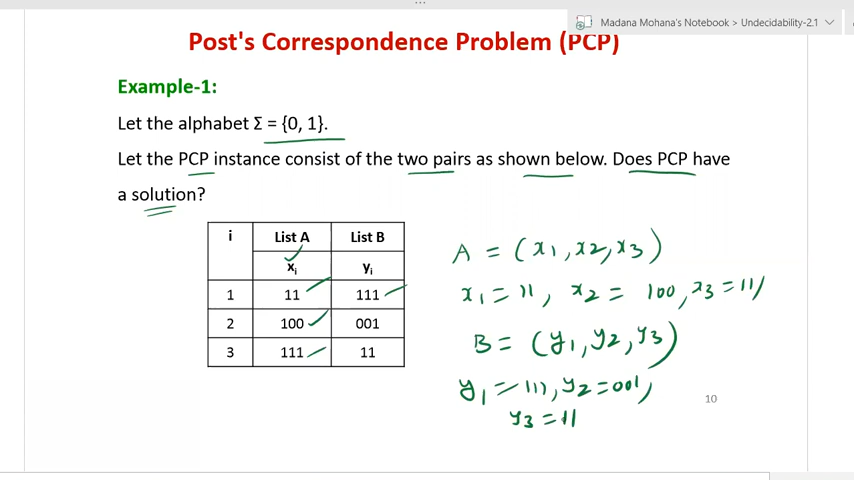 Madana Mohana's Notebook > Undecidability-2.1
Post's Correspondence Problem (PCP)
Example-1:
Let the alphabet Σ = {0, 1}.
Let the PCP instance consist of the two pairs as shown below. Does PCP have
a solution?
i List A List B
xi yi
1 11 111
2 100 001
3 111 11
A = (x1, x2, x3)
x1 = 11, x2 = 100, x3 = 111
B = (y1, y2, y3)
y1 = 111, y2 = 001,
y3 = 11
10